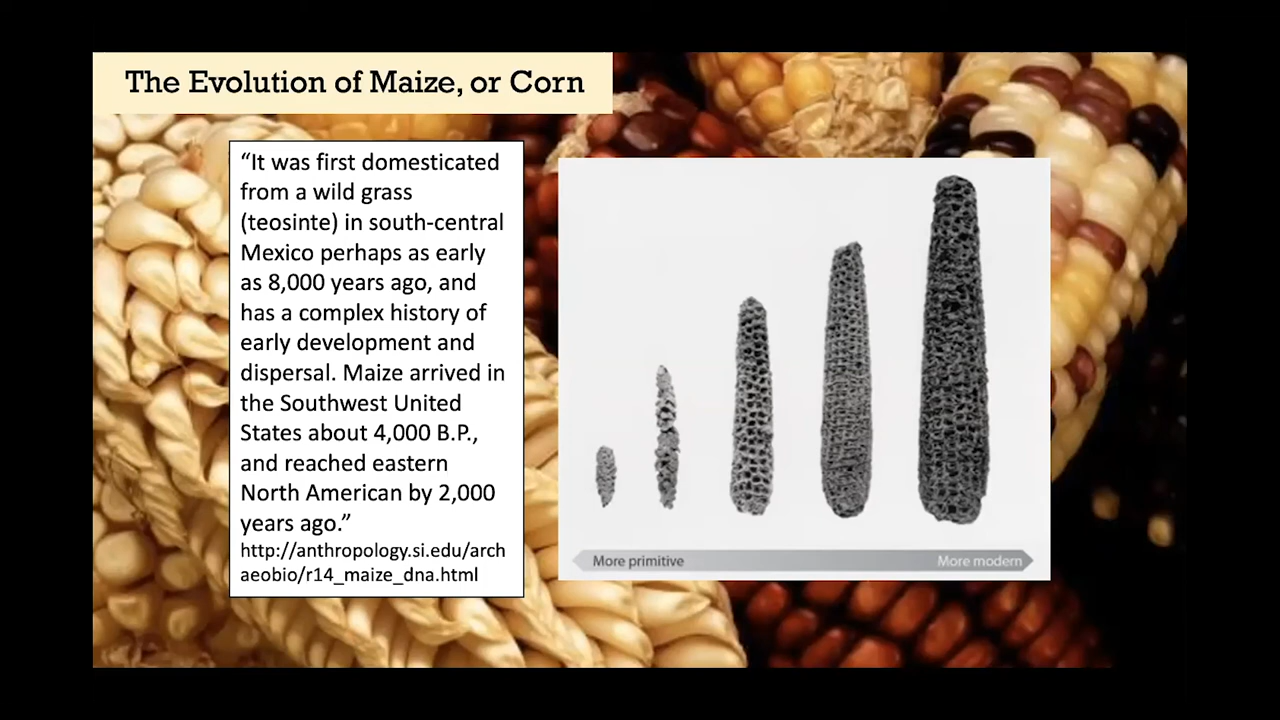 The Evolution of Maize, or Corn
“It was first domesticated
from a wild grass
(teosinte) in south-central
Mexico perhaps as early
as 8,000 years ago, and
has a complex history of
early development and
dispersal. Maize arrived in
the Southwest United
States about 4,000 B.P.,
and reached eastern
North American by 2,000
years ago.”
http://anthropology.si.edu/arch
aeobio/r14_maize_dna.html
More primitive
More modern